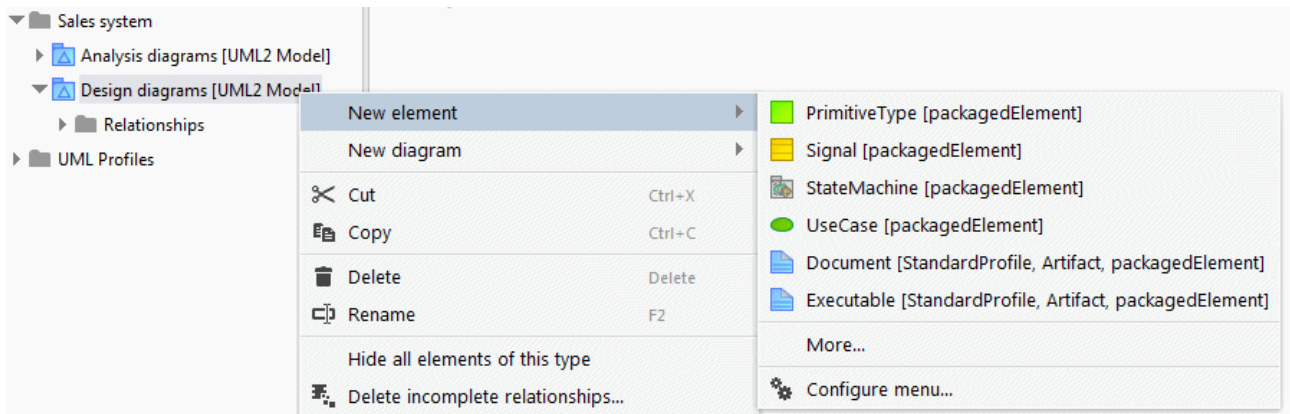 Sales system
Analysis diagrams [UML2 Model]
Design diagrams [UML2 Model]
Relationships
UML Profiles
New element
New diagram
Cut Ctrl+X
Copy Ctrl+C
Delete Delete
Rename F2
Hide all elements of this type
Delete incomplete relationships...
PrimitiveType [packagedElement]
Signal [packagedElement]
StateMachine [packagedElement]
UseCase [packagedElement]
Document [StandardProfile, Artifact, packagedElement]
Executable [StandardProfile, Artifact, packagedElement]
More...
Configure menu...